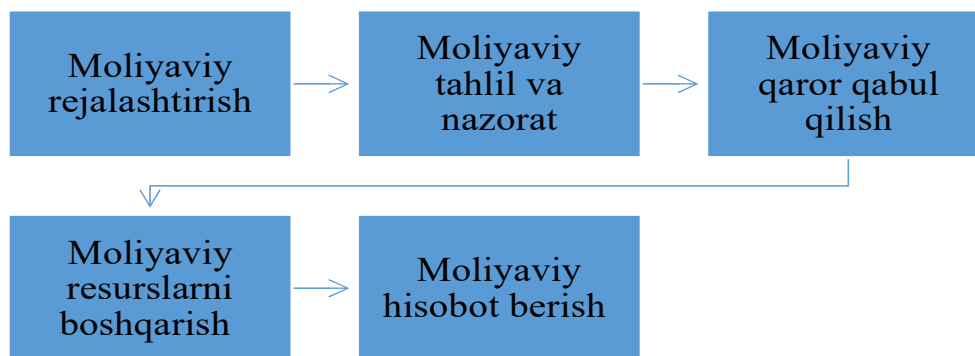 Moliyaviy
rejalashtirish
Moliyaviy
tahlil va
nazorat
Moliyaviy
qaror qabul
qilish
Moliyaviy
resurslarni
boshqarish
Moliyaviy
hisobot berish